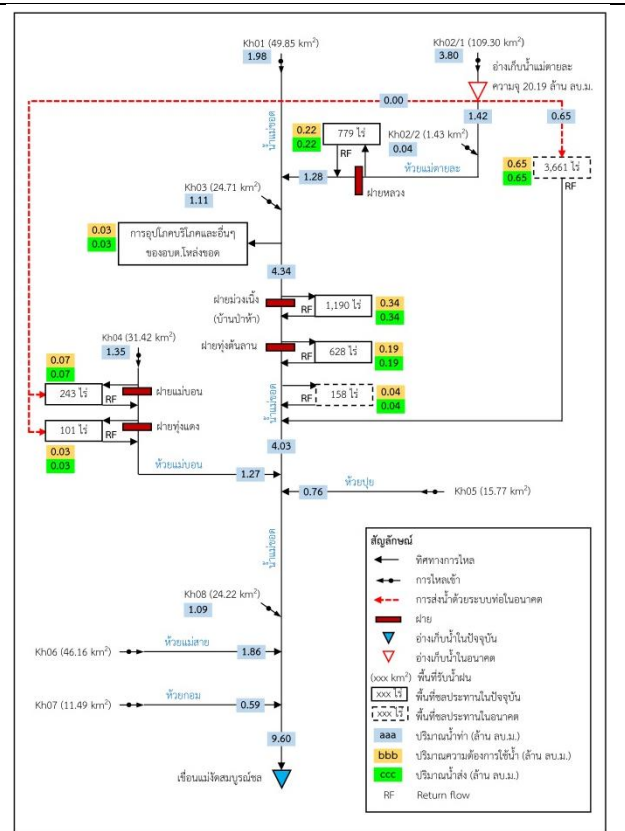 Kh01 (49.85 km²)
1.98
Kh02/1 (109.30 km²)
3.80
อ่างเก็บน้ำแม่ตายละ
ความจุ 20.19 ล้าน ลบ.ม.
0.00
1.42
0.65
น้ำแม่ขอด
0.22
0.22
779 ไร่
RF
Kh02/2 (1.43 km²)
0.04
0.65
0.65
3,661 ไร่
RF
1.28
ห้วยแม่ตายละ
ฝายหลวง
Kh03 (24.71 km²)
1.11
0.03
0.03
การอุปโภคบริโภคและอื่นๆ
ของอบต.โหล่งขอด
4.34
ฝายม่วงเนิ้ง
(บ้านป่าห้า)
RF
1,190 ไร่
0.34
0.34
Kh04 (31.42 km²)
1.35
ฝายทุ่งต้นลาน
RF
628 ไร่
0.19
0.19
0.07
0.07
243 ไร่
RF
ฝายแม่บอน
น้ำแม่ขอด
RF
158 ไร่
0.04
0.04
101 ไร่
RF
ฝายทุ่งแดง
0.03
0.03
4.03
ห้วยแม่บอน
1.27
0.76
ห้วยปุย
Kh05 (15.77 km²)
น้ำแม่ขอด
Kh08 (24.22 km²)
1.09
Kh06 (46.16 km²)
ห้วยแม่สาย
1.86
Kh07 (11.49 km²)
ห้วยกอม
0.59
9.60
เขื่อนแม่งัดสมบูรณ์ชล
สัญลักษณ์
ทิศทางการไหล
การไหลเข้า
การส่งน้ำด้วยระบบท่อในอนาคต
ฝาย
อ่างเก็บน้ำในปัจจุบัน
อ่างเก็บน้ำในอนาคต
(xxx km²) พื้นที่รับน้ำฝน
xxx ไร่ พื้นที่ชลประทานในปัจจุบัน
xxx ไร่ พื้นที่ชลประทานในอนาคต
aaa ปริมาณน้ำท่า (ล้าน ลบ.ม.)
bbb ปริมาณความต้องการใช้น้ำ (ล้าน ลบ.ม.)
ccc ปริมาณน้ำส่ง (ล้าน ลบ.ม.)
RF Return flow